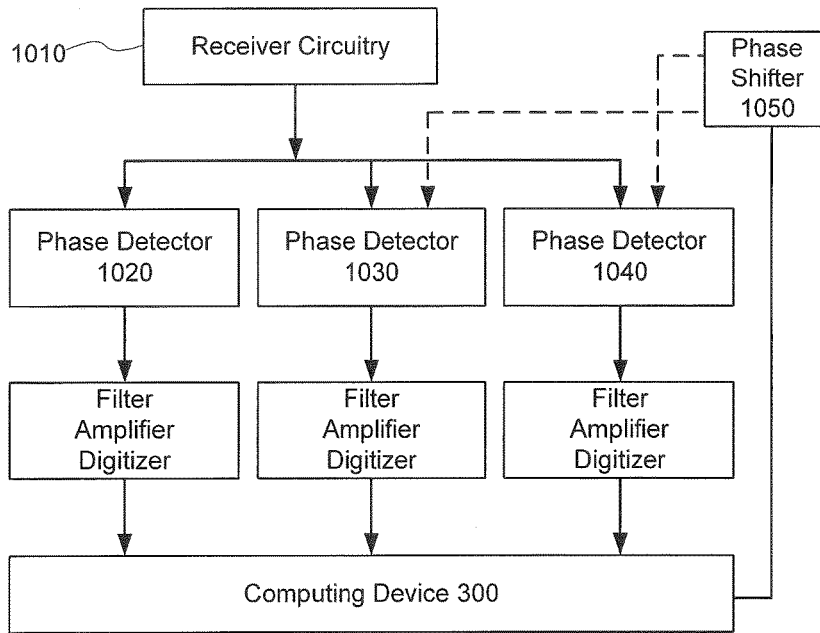 1010
Receiver Circuitry
Phase
Shifter
1050
Phase Detector
1020
Phase Detector
1030
Phase Detector
1040
Filter
Amplifier
Digitizer
Filter
Amplifier
Digitizer
Filter
Amplifier
Digitizer
Computing Device 300